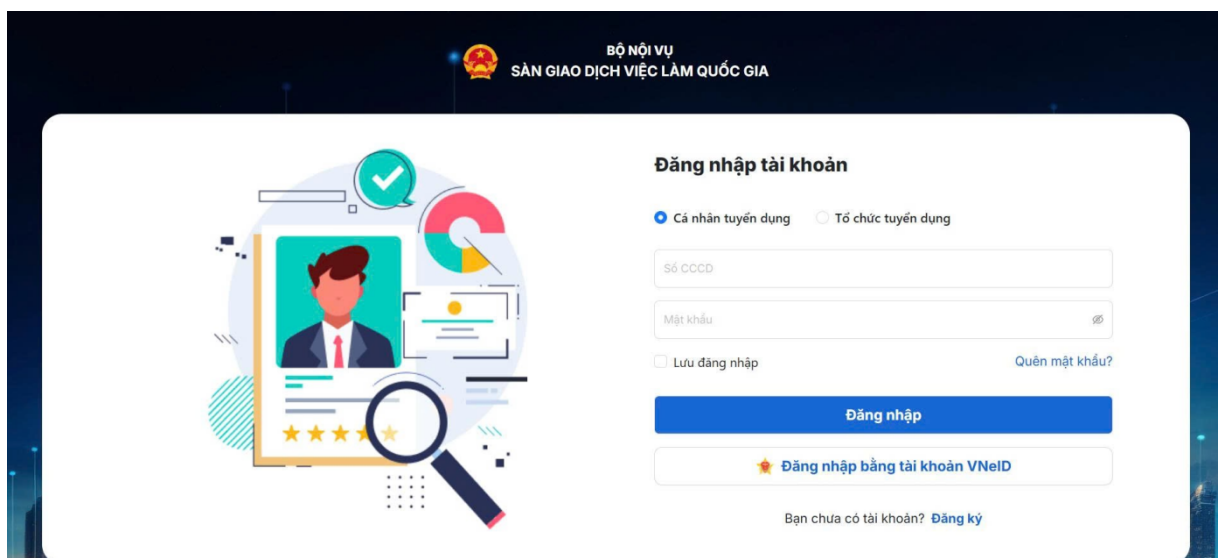 BỘ NỘI VỤ
SÀN GIAO DỊCH VIỆC LÀM QUỐC GIA
Đăng nhập tài khoản
Cá nhân tuyển dụng Tổ chức tuyển dụng
Số CCCD
Mật khẩu
Lưu đăng nhập Quên mật khẩu?
Đăng nhập
Đăng nhập bằng tài khoản VNeID
Bạn chưa có tài khoản? Đăng ký